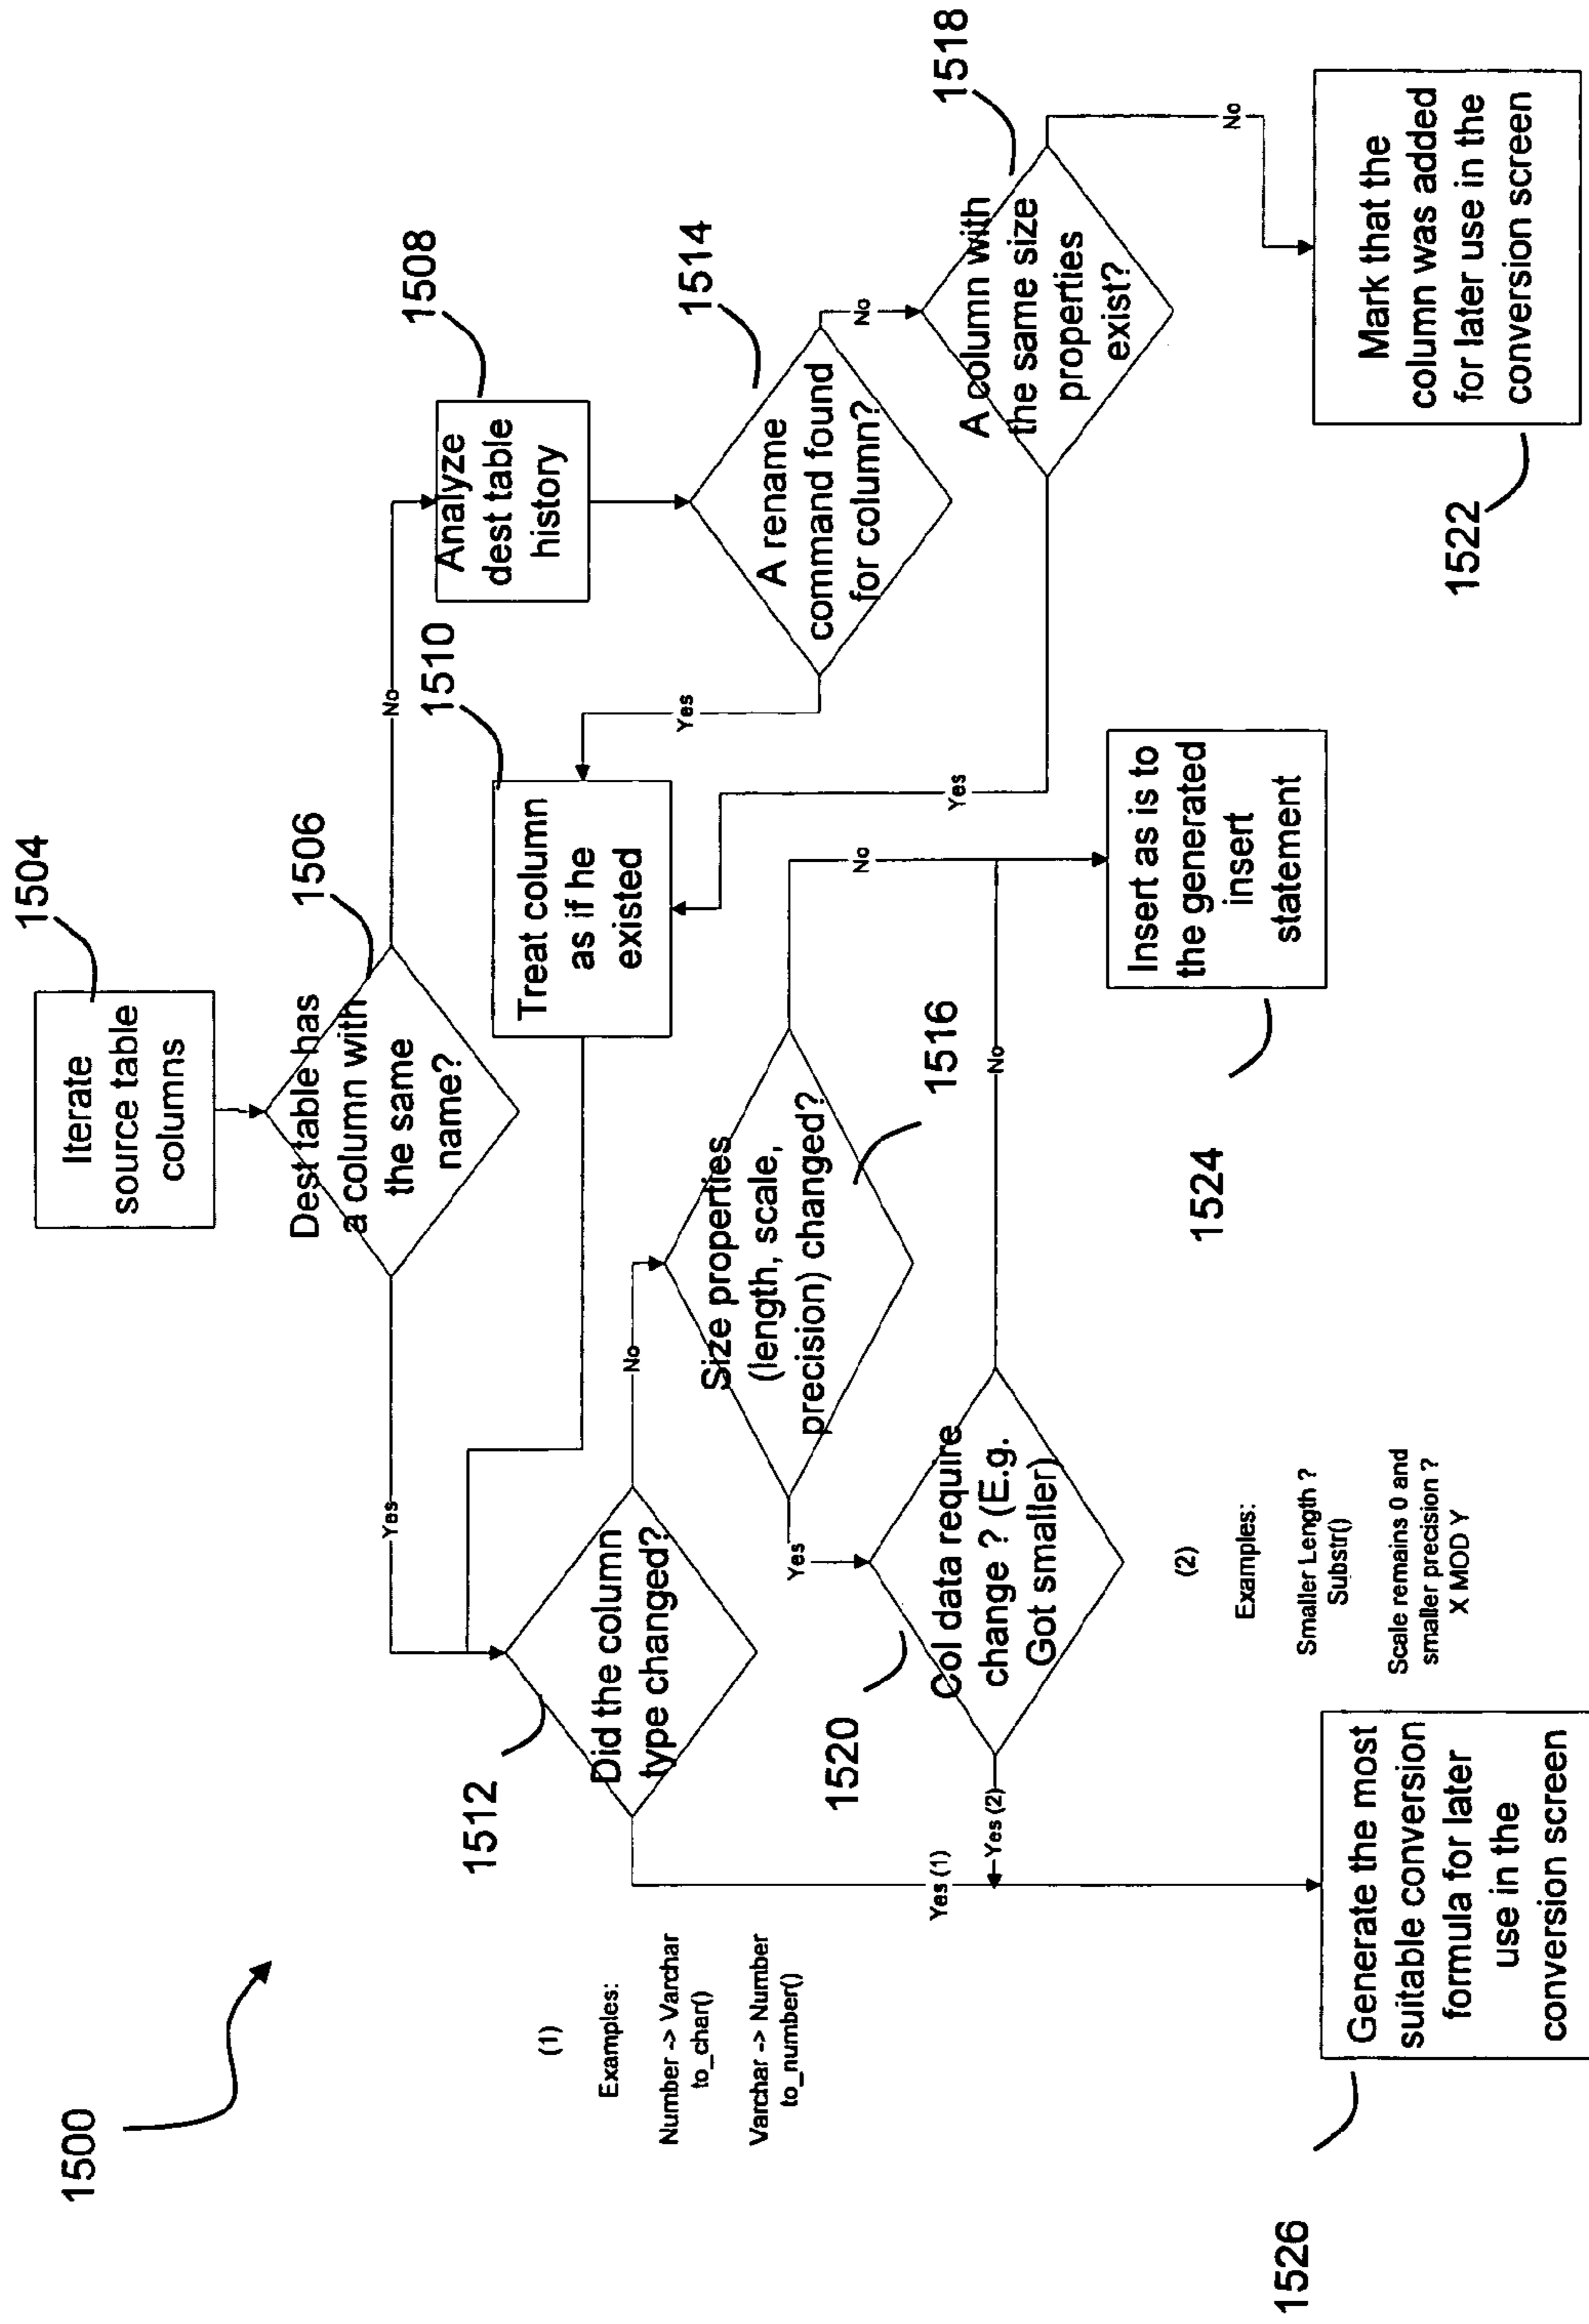 1500
1504
Iterate
source table
columns
1506
Dest table has
a column with
the same
name?
Yes
No
1508
Analyze
dest table
history
1510
Treat column
as if he
existed
1514
A rename
command found
for column?
Yes
No
1512
Did the column
type changed?
No
Yes (1)
1516
Size properties
(length, scale,
precision) changed?
Yes
No
1518
A column with
the same size
properties
exist?
Yes
No
1520
Col data require
change ? (E.g.
Got smaller)
No
Yes (2)
(1)
Examples:
Number -> Varchar
to_char()
Varchar -> Number
to_number()
(2)
Examples:
Smaller Length ?
Substr()
Scale remains 0 and
smaller precision ?
X MOD Y
1524
Insert as is to
the generated
insert
statement
1522
Mark that the
column was added
for later use in the
conversion screen
1526
Generate the most
suitable conversion
formula for later
use in the
conversion screen